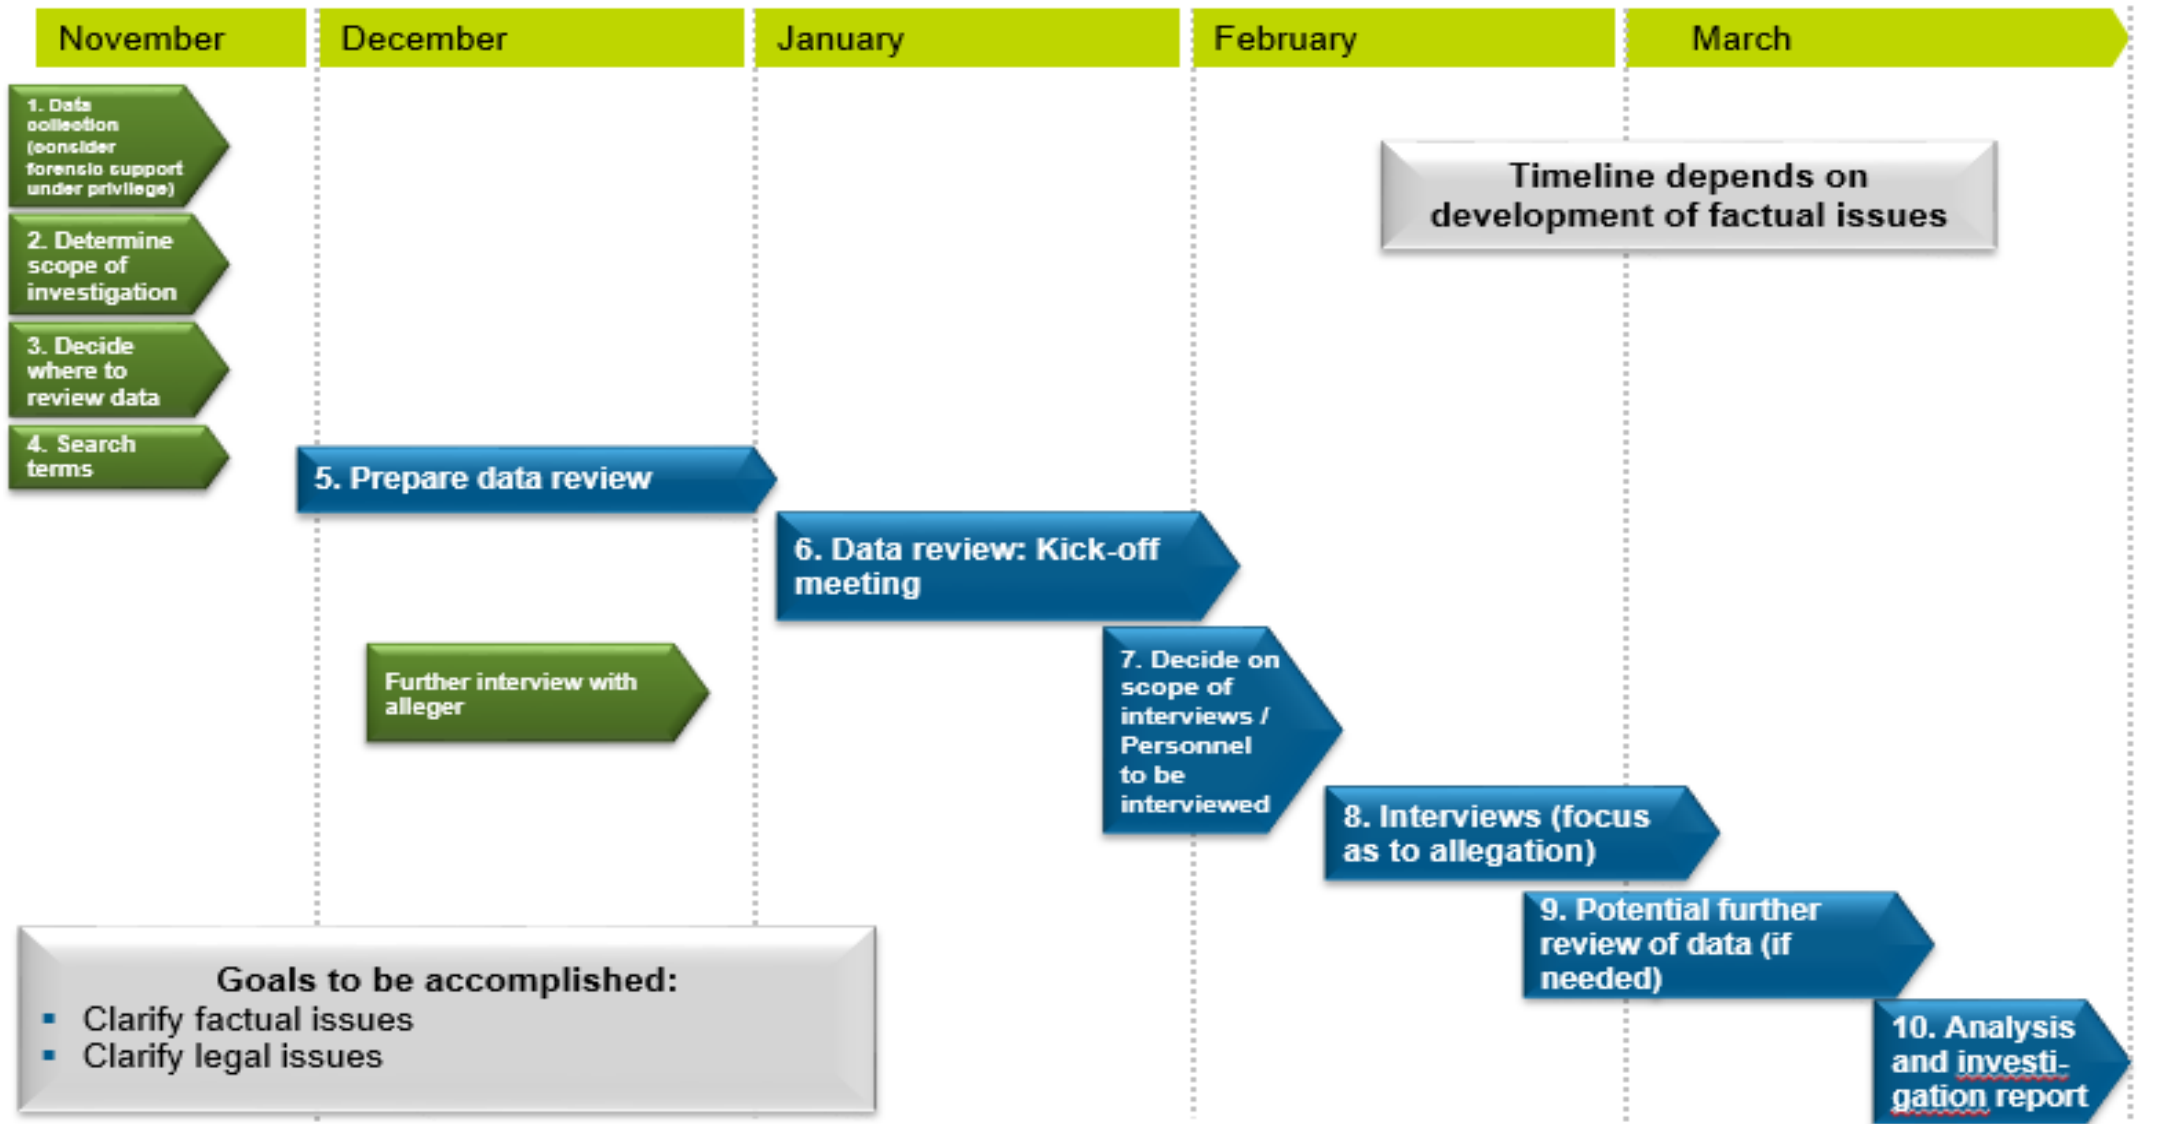 November
December
January
February
March
1. Data
collection
(consider
forensic support
under privilege)
2. Determine
scope of
investigation
3. Decide
where to
review data
4. Search
terms
Timeline depends on
development of factual issues
5. Prepare data review
6. Data review: Kick-off
meeting
Further interview with
alleger
7. Decide on
scope of
interviews /
Personnel
to be
interviewed
8. Interviews (focus
as to allegation)
9. Potential further
review of data (if
needed)
10. Analysis
and investi-
gation report
Goals to be accomplished:
▪ Clarify factual issues
▪ Clarify legal issues